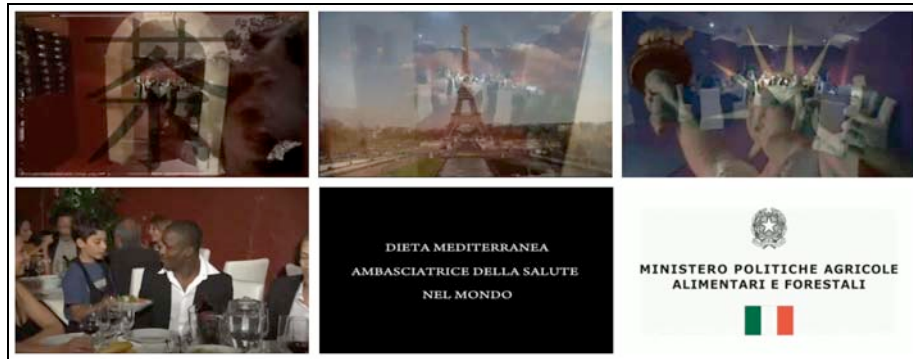 DIETA MEDITERRANEA
AMBASCIATRICE DELLA SALUTE
NEL MONDO
MINISTERO POLITICHE AGRICOLE
ALIMENTARI E FORESTALI